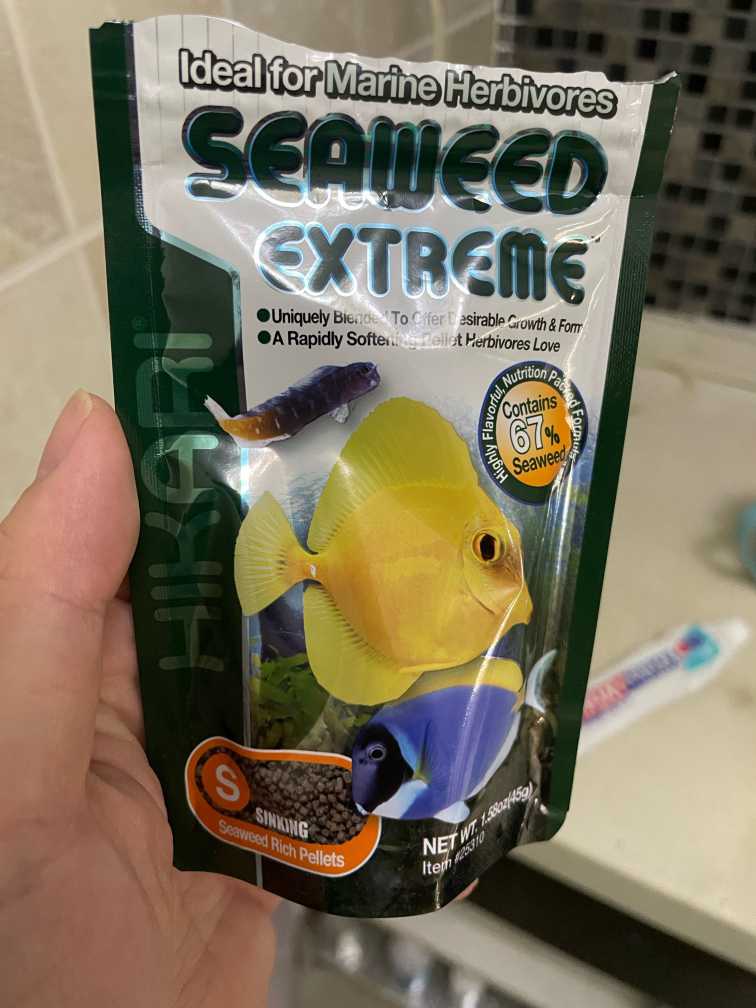 Ideal for Marine Herbivores
SEAWEED
EXTREME™
●Uniquely Blended To Offer Desirable Growth & Form
●A Rapidly Softening Pellet Herbivores Love
Highly Flavorful, Nutrition Packed Formula
Contains
67%
Seaweed
HIKARI®
S
SINKING
Seaweed Rich Pellets
NET WT. 1.58oz(45g)
Item #25310